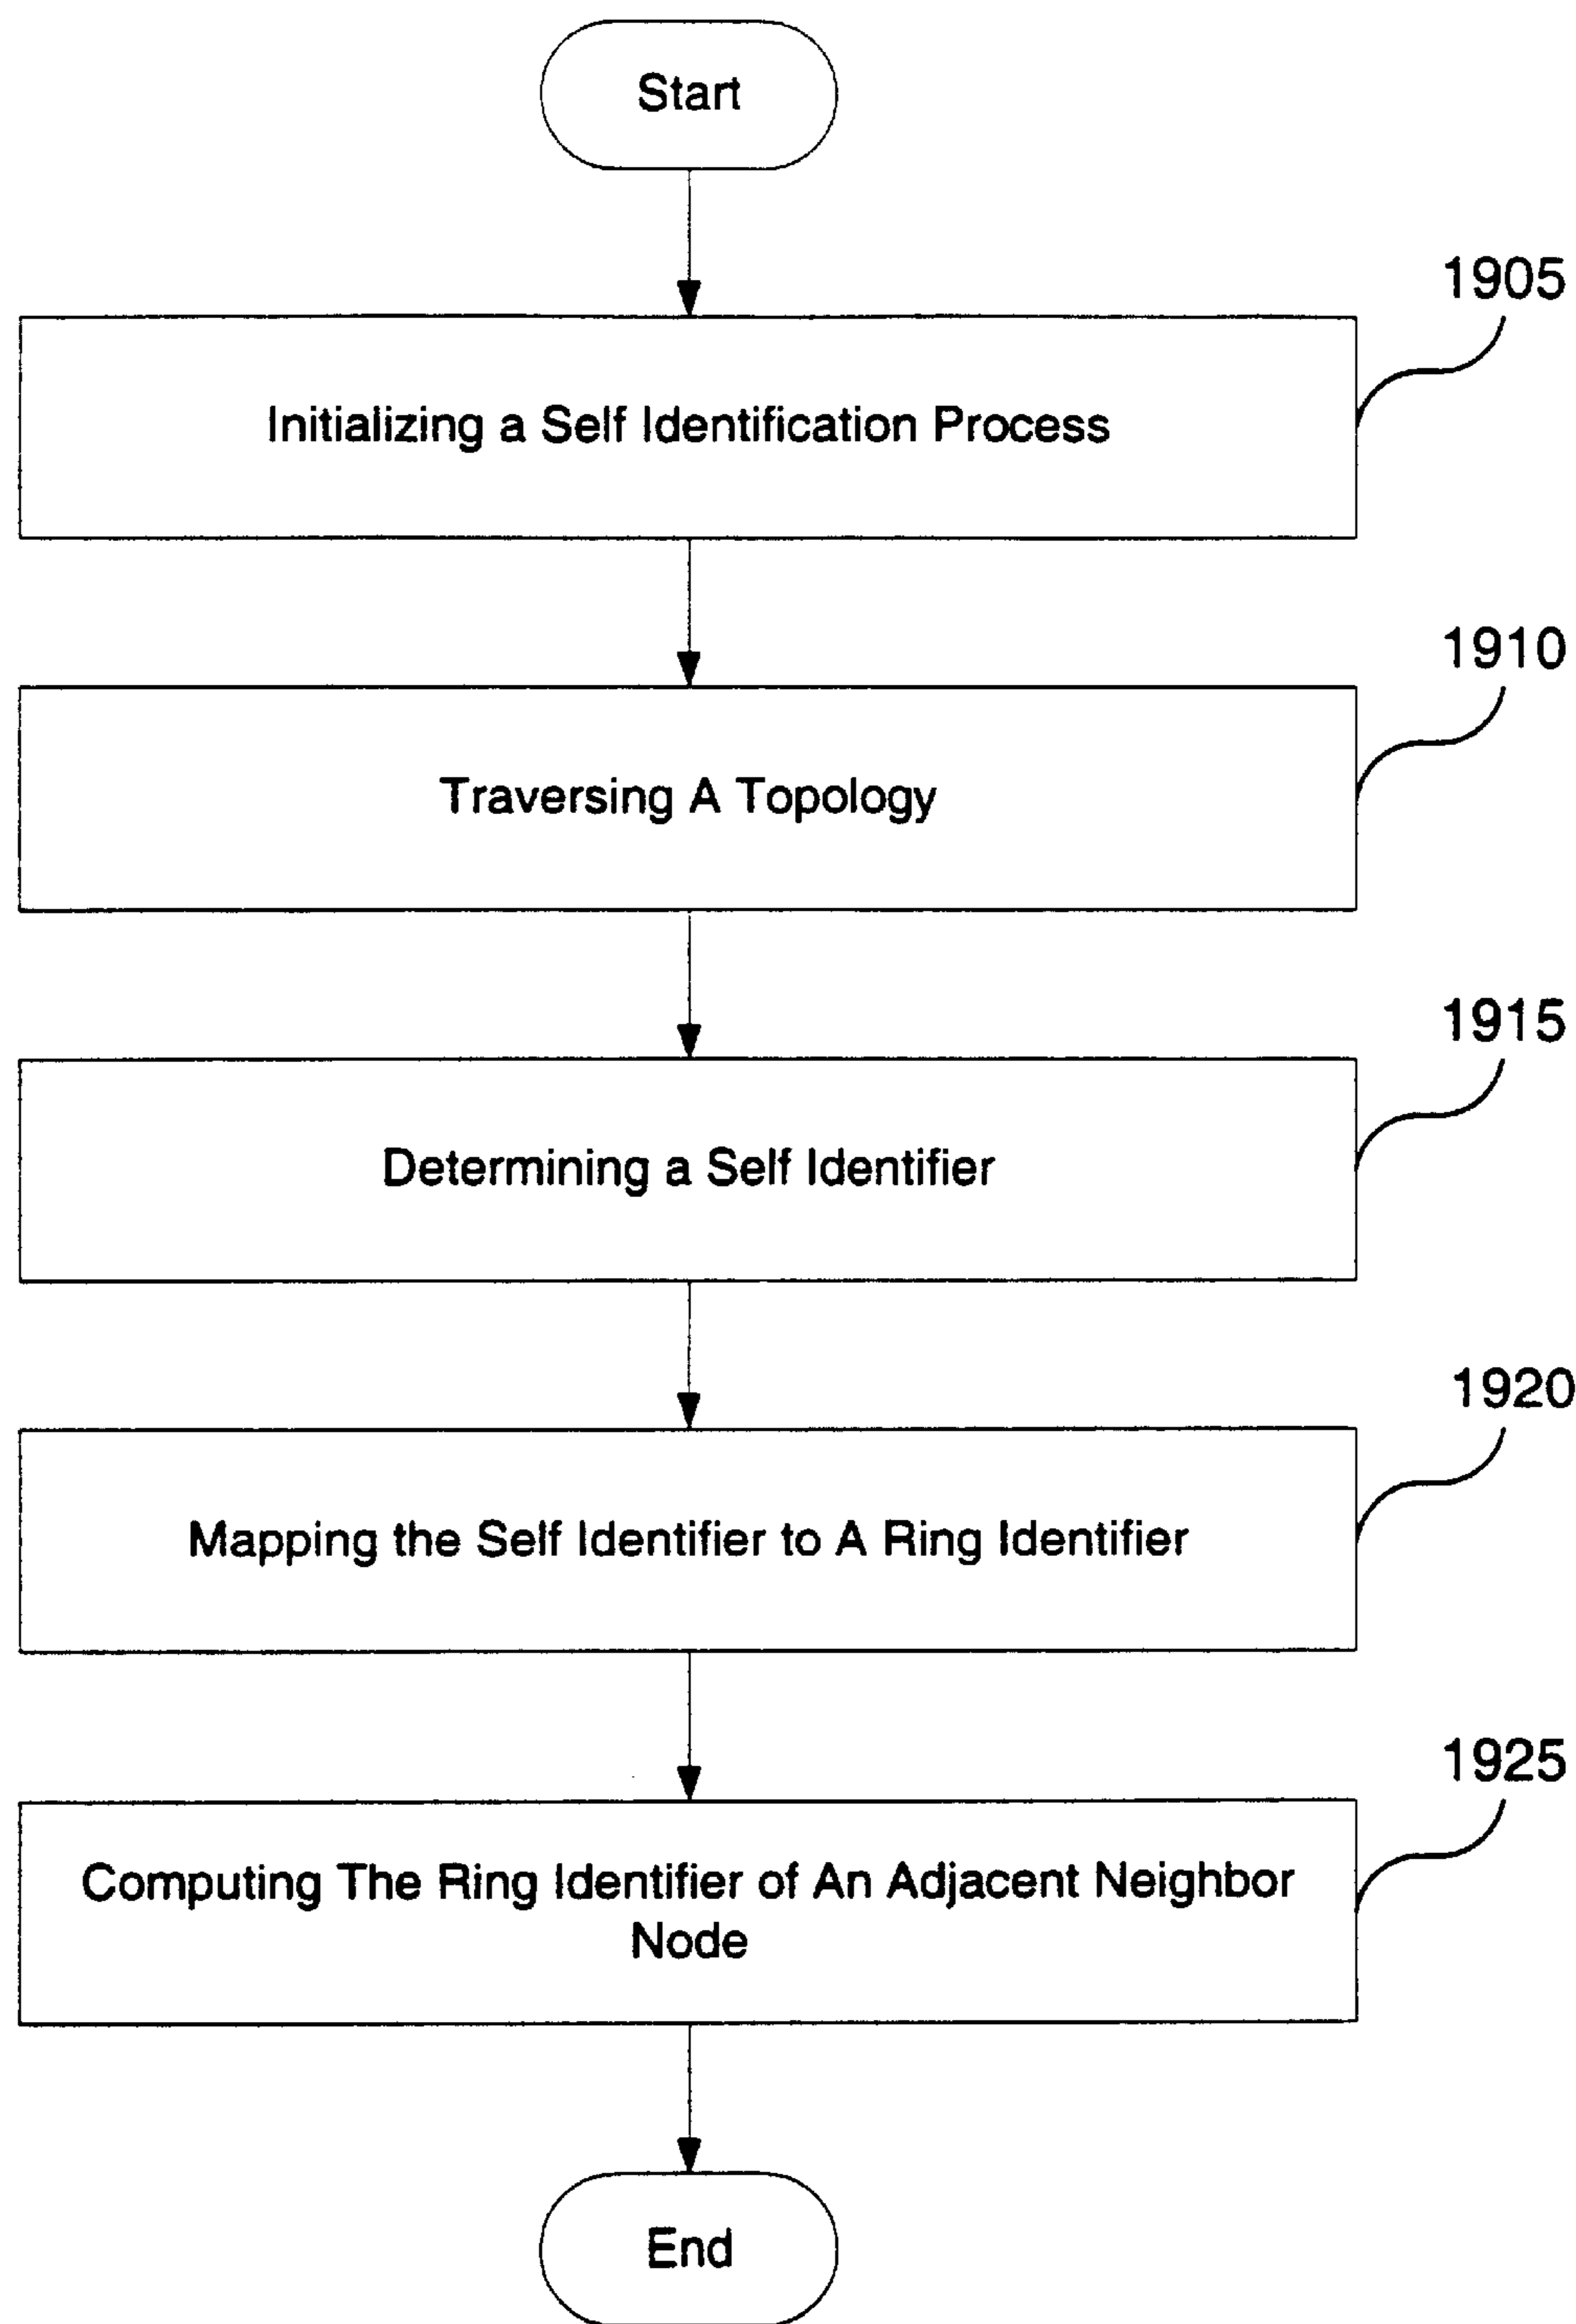 Start
1905
Initializing a Self Identification Process
1910
Traversing A Topology
1915
Determining a Self Identifier
1920
Mapping the Self Identifier to A Ring Identifier
1925
Computing The Ring Identifier of An Adjacent Neighbor
Node
End